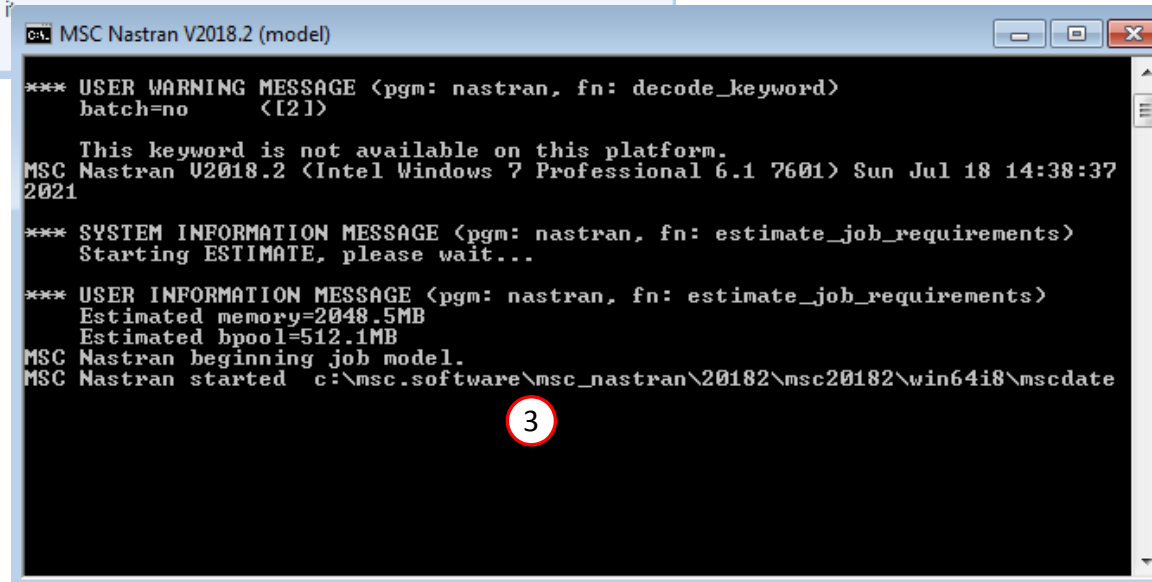 MSC Nastran V2018.2 (model)
*** USER WARNING MESSAGE (pgm: nastran, fn: decode_keyword)
batch=no ([2])
This keyword is not available on this platform.
MSC Nastran V2018.2 (Intel Windows 7 Professional 6.1 7601) Sun Jul 18 14:38:37
2021
*** SYSTEM INFORMATION MESSAGE (pgm: nastran, fn: estimate_job_requirements)
Starting ESTIMATE, please wait...
*** USER INFORMATION MESSAGE (pgm: nastran, fn: estimate_job_requirements)
Estimated memory=2048.5MB
Estimated bpool=512.1MB
MSC Nastran beginning job model.
MSC Nastran started c:\msc.software\msc_nastran\20182\msc20182\win64i8\mscdate
3